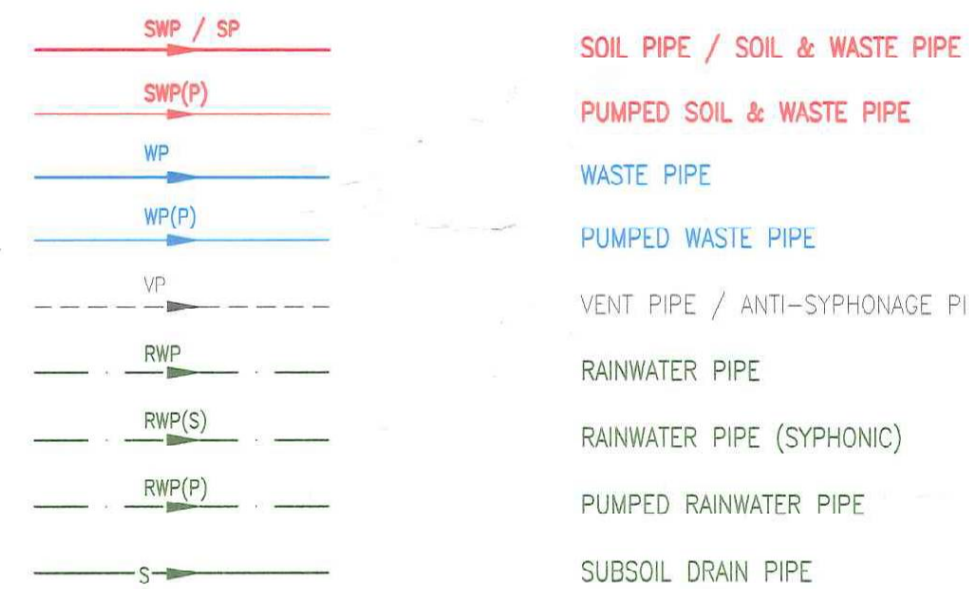 SWP / SP SOIL PIPE / SOIL & WASTE PIPE
SWP(P) PUMPED SOIL & WASTE PIPE
WP WASTE PIPE
WP(P) PUMPED WASTE PIPE
VP VENT PIPE / ANTI-SYPHONAGE PI
RWP RAINWATER PIPE
RWP(S) RAINWATER PIPE (SYPHONIC)
RWP(P) PUMPED RAINWATER PIPE
S SUBSOIL DRAIN PIPE